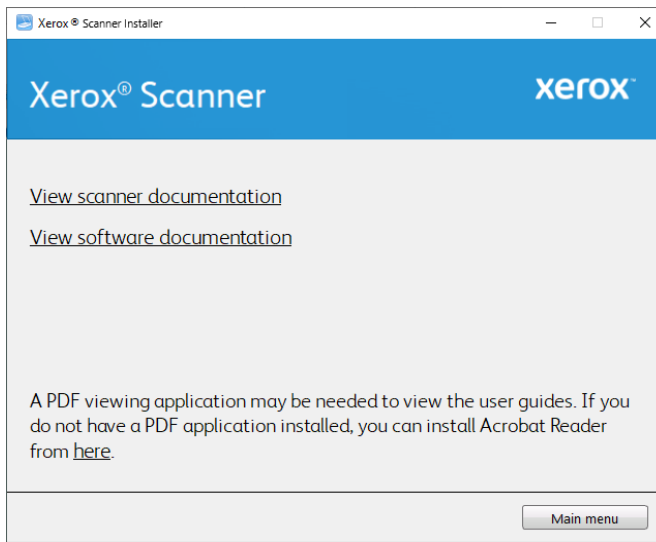 Xerox ® Scanner Installer
Xerox® Scanner
xerox™
View scanner documentation
View software documentation
A PDF viewing application may be needed to view the user guides. If you
do not have a PDF application installed, you can install Acrobat Reader
from here.
Main menu